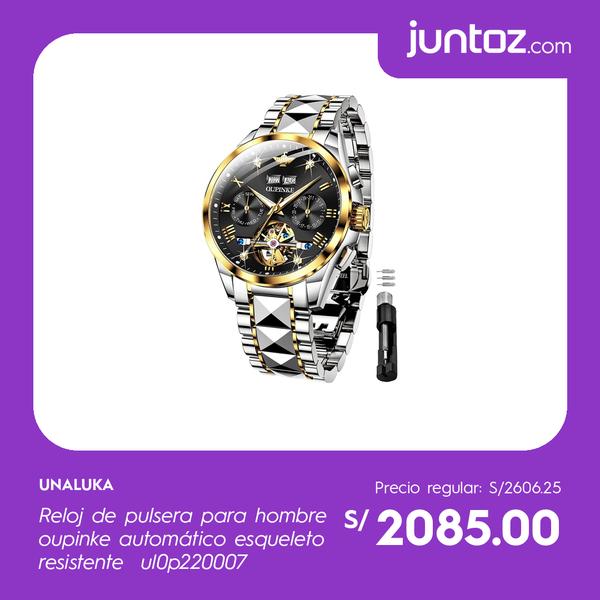 juntoz.com
OUPINKE
UNALUKA
Precio regular: S/2606.25
Reloj de pulsera para hombre
oupinke automático esqueleto
resistente ul0p220007
S/ 2085.00